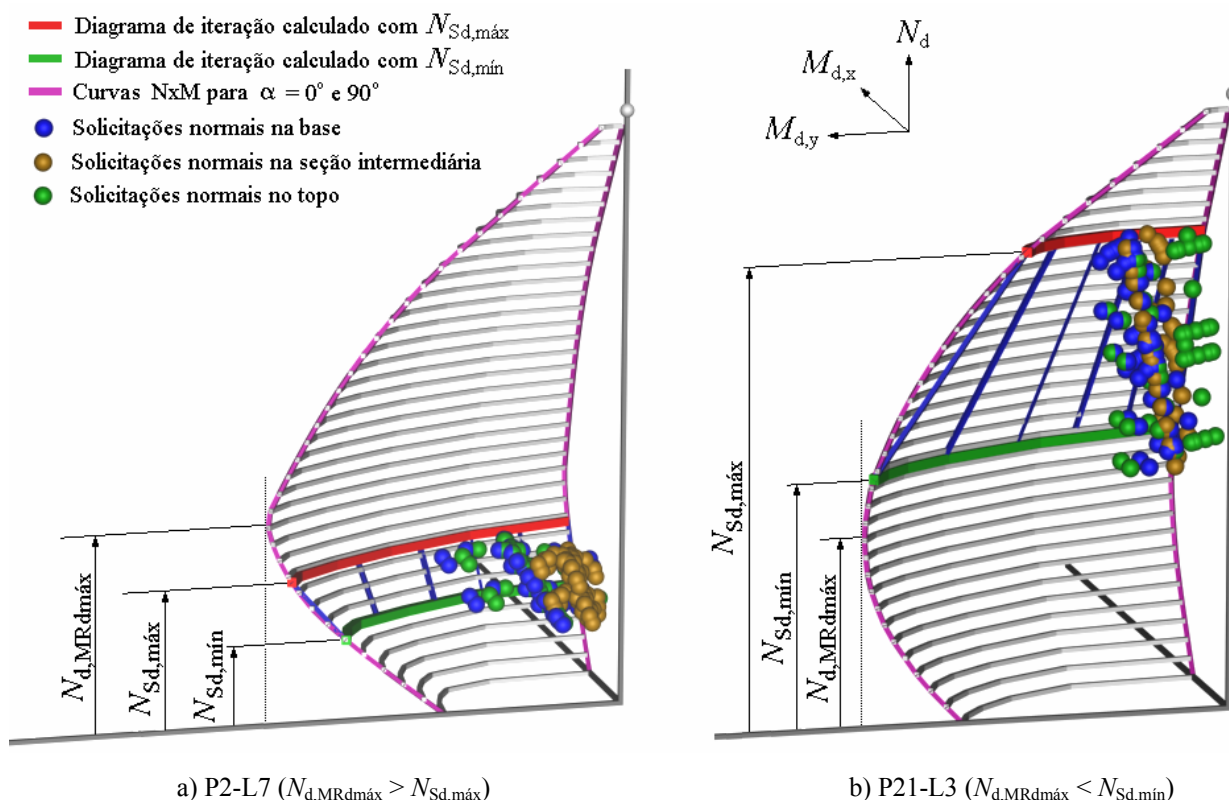 Diagrama de iteração calculado com N_Sd,máx
Diagrama de iteração calculado com N_Sd,mín
Curvas NxM para α = 0° e 90°
Solicitações normais na base
Solicitações normais na seção intermediária
Solicitações normais no topo
N_d
M_d,x
M_d,y
N_d,MRdmáx
N_Sd,máx
N_Sd,mín
N_Sd,máx
N_Sd,mín
N_d,MRdmáx
a) P2-L7 (N_d,MRdmáx > N_Sd,máx)
b) P21-L3 (N_d,MRdmáx < N_Sd,mín)